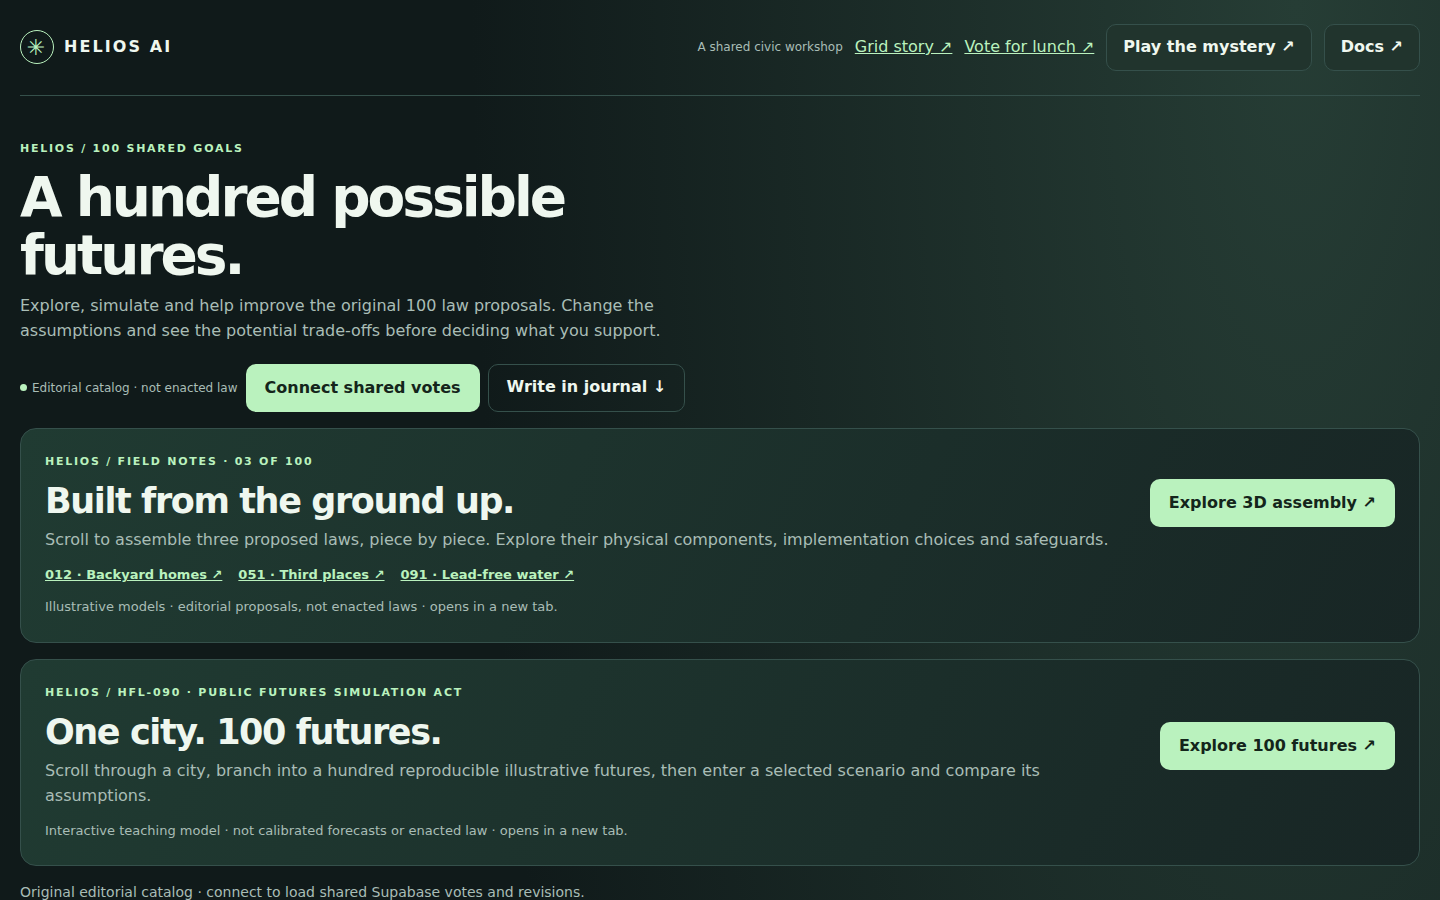 HELIOS AI
A shared civic workshop Grid story ↗ Vote for lunch ↗ Play the mystery ↗ Docs ↗
HELIOS / 100 SHARED GOALS
A hundred possible
futures.
Explore, simulate and help improve the original 100 law proposals. Change the
assumptions and see the potential trade-offs before deciding what you support.
Editorial catalog · not enacted law Connect shared votes Write in journal ↓
HELIOS / FIELD NOTES · 03 OF 100
Built from the ground up.
Explore 3D assembly ↗
Scroll to assemble three proposed laws, piece by piece. Explore their physical components, implementation choices and safeguards.
012 · Backyard homes ↗ 051 · Third places ↗ 091 · Lead-free water ↗
Illustrative models · editorial proposals, not enacted laws · opens in a new tab.
HELIOS / HFL-090 · PUBLIC FUTURES SIMULATION ACT
One city. 100 futures.
Explore 100 futures ↗
Scroll through a city, branch into a hundred reproducible illustrative futures, then enter a selected scenario and compare its
assumptions.
Interactive teaching model · not calibrated forecasts or enacted law · opens in a new tab.
Original editorial catalog · connect to load shared Supabase votes and revisions.